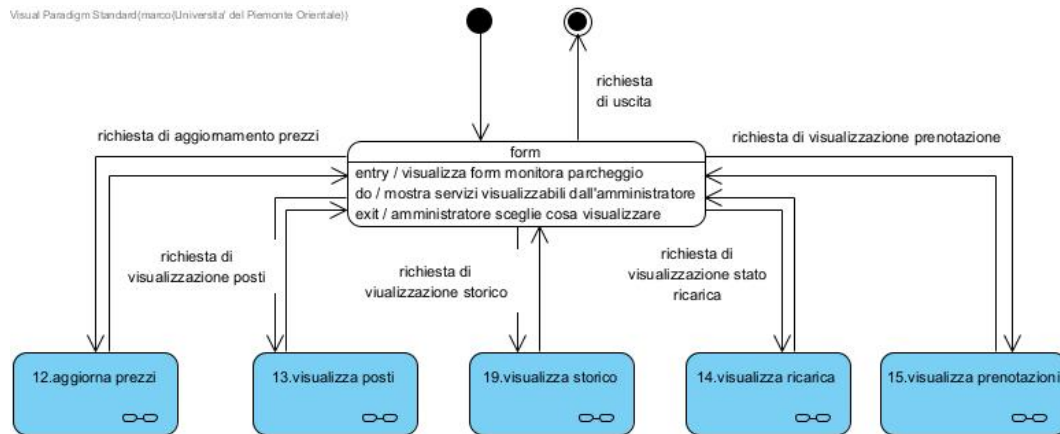 Visual Paradigm Standard(marco(Universita' del Piemonte Orientale))
richiesta
di uscita
richiesta di aggiornamento prezzi
richiesta di visualizzazione prenotazione
form
entry / visualizza form monitora parcheggio
do / mostra servizi visualizzabili dall'amministratore
exit / amministratore sceglie cosa visualizzare
richiesta di
visualizzazione posti
richiesta di
viualizzazione storico
richiesta di
visualizzazione stato
ricarica
12.aggiorna prezzi
13.visualizza posti
19.visualizza storico
14.visualizza ricarica
15.visualizza prenotazioni